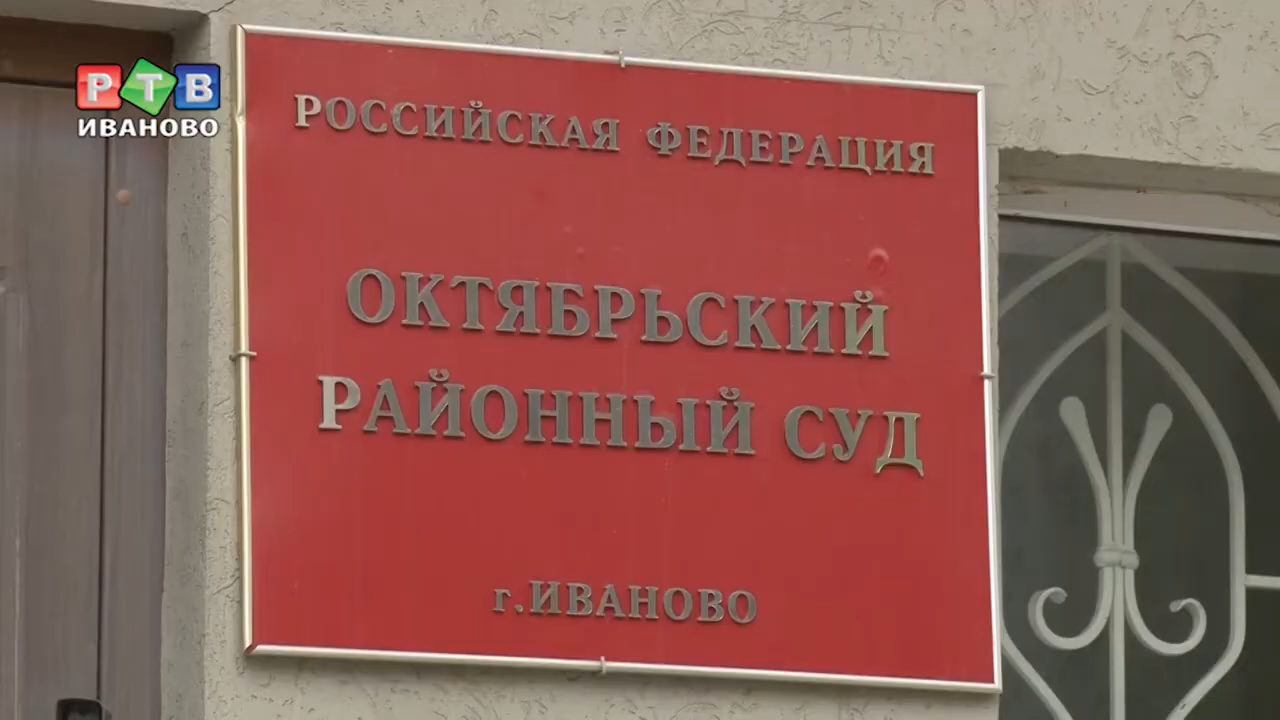 РТВ
ИВАНОВО
РОССИЙСКАЯ ФЕДЕРАЦИЯ
ОКТЯБРЬСКИЙ
РАЙОННЫЙ СУД
г.ИВАНОВО